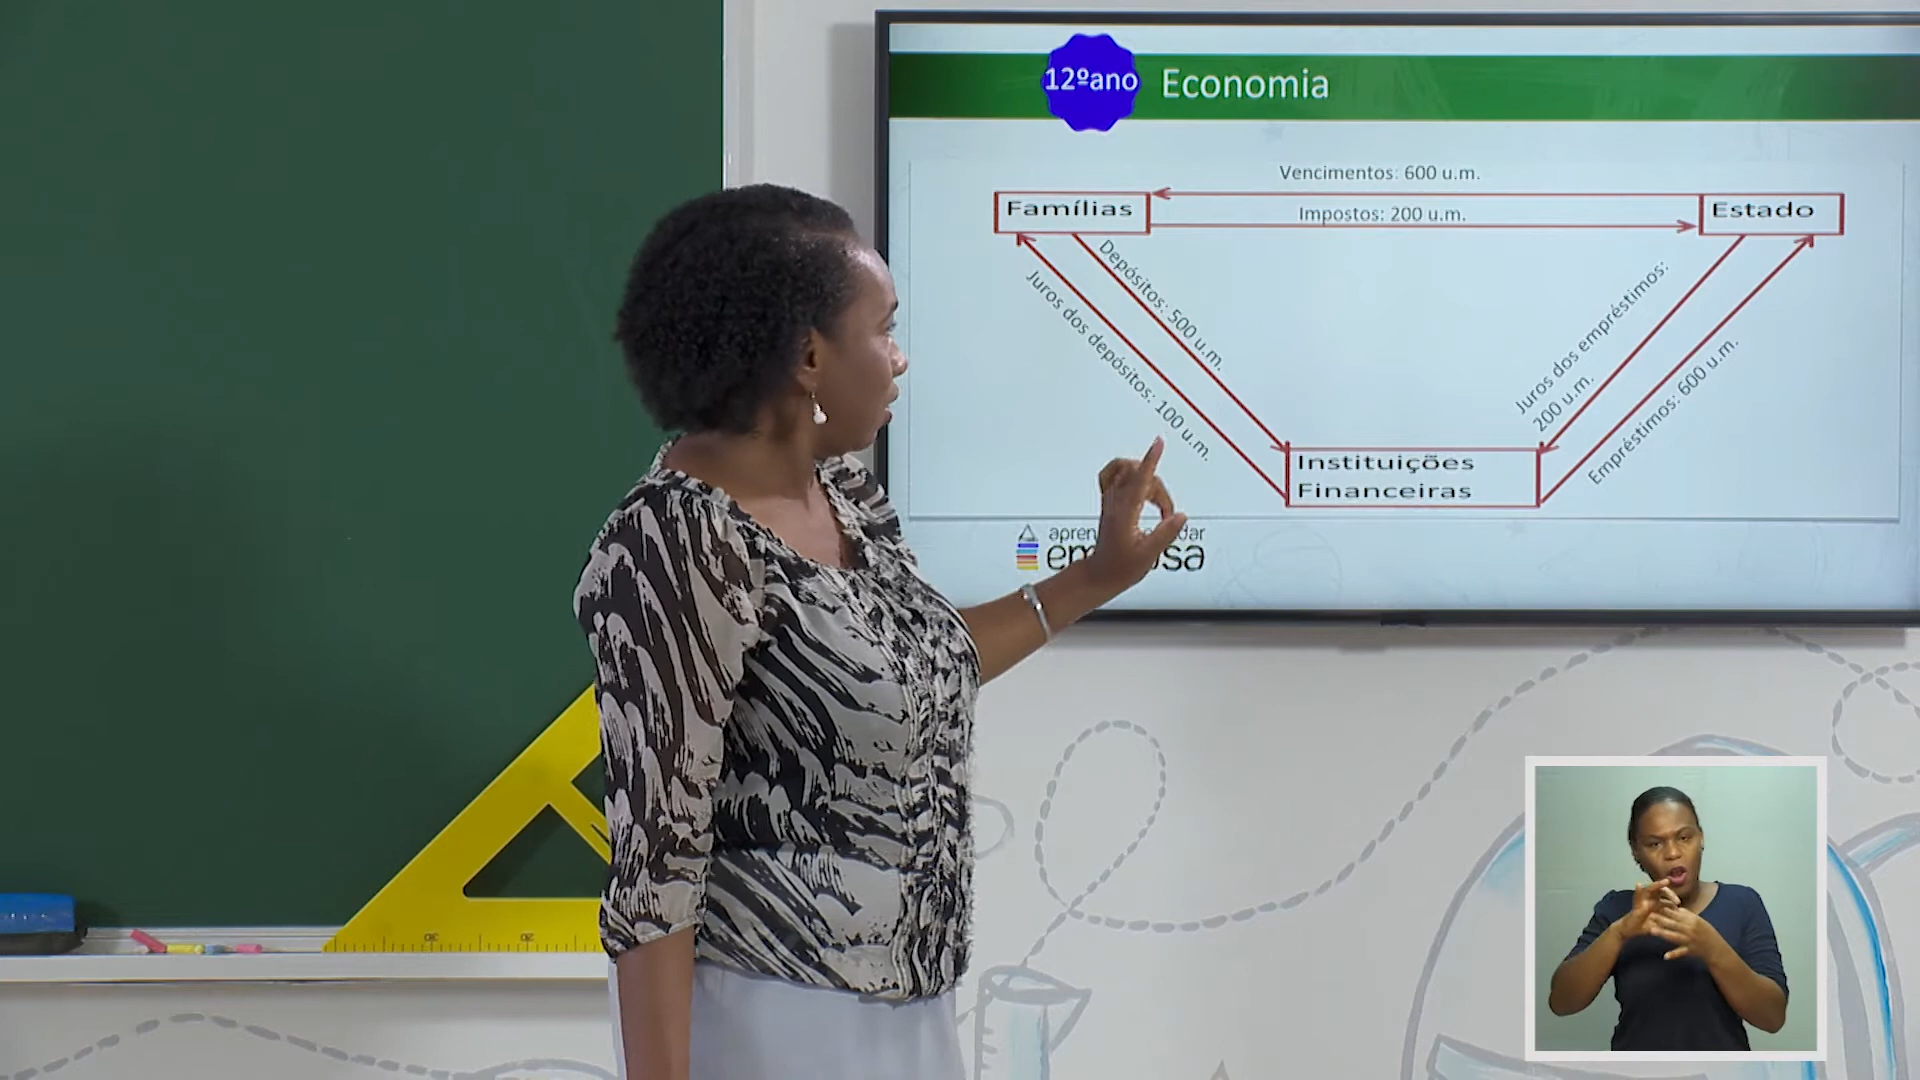 12ºano
Economia
Vencimentos: 600 u.m.
Famílias
Impostos: 200 u.m.
Estado
Depósitos: 500 u.m.
Juros dos depósitos: 100 u.m.
Juros dos empréstimos:
200 u.m.
Empréstimos: 600 u.m.
Instituições
Financeiras